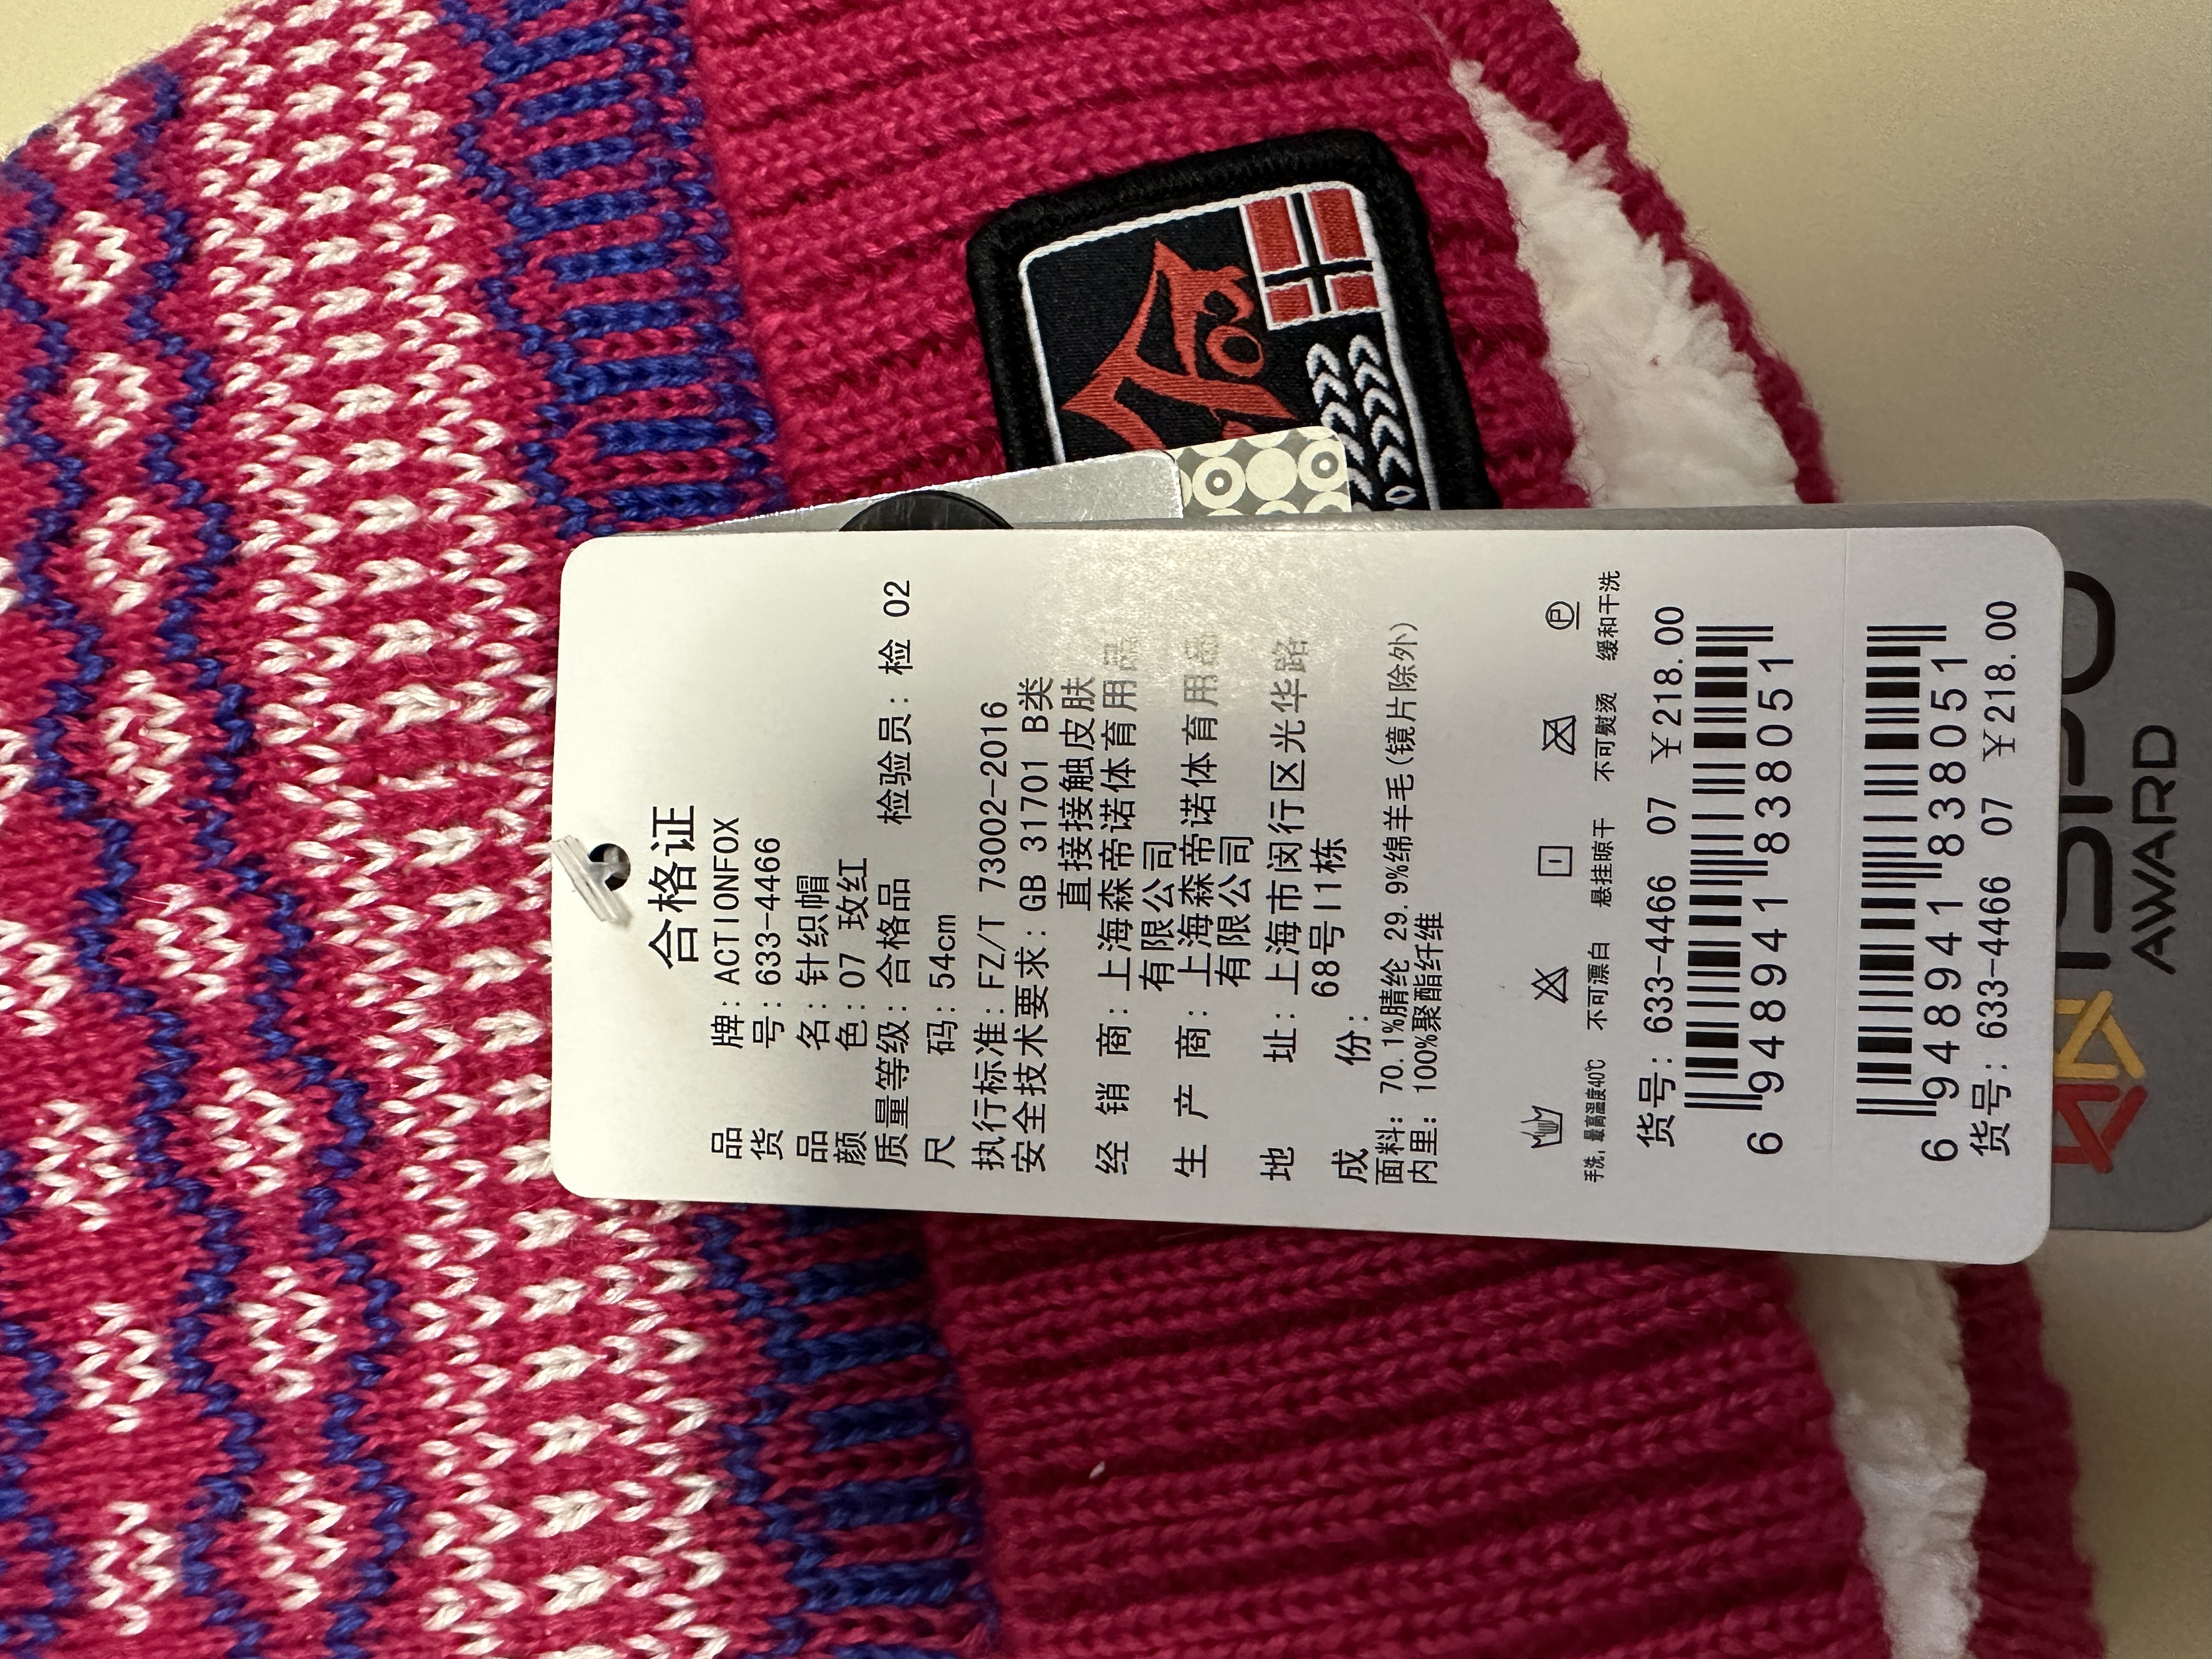 合格证
品 牌: ACTIONFOX
货 号: 633-4466
品 名: 针织帽
颜 色: 07 玫红
质量等级: 合格品 检验员: 检 02
尺 码: 54cm
执行标准: FZ/T 73002-2016
安全技术要求: GB 31701 B类
直接接触皮肤
经 销 商: 上海森帝诺体育用品
有限公司
生 产 商: 上海森帝诺体育用品
有限公司
地 址: 上海市闵行区光华路
68号11栋
成 份:
面料: 70.1%腈纶 29.9%绵羊毛(镜片除外)
内里: 100%聚酯纤维
手洗,最高温度40℃ 不可漂白 悬挂晾干 不可熨烫 缓和干洗
货号: 633-4466 07 ￥218.00
6 948941 838051
6 948941 838051
货号: 633-4466 07 ￥218.00
ISPO
AWARD